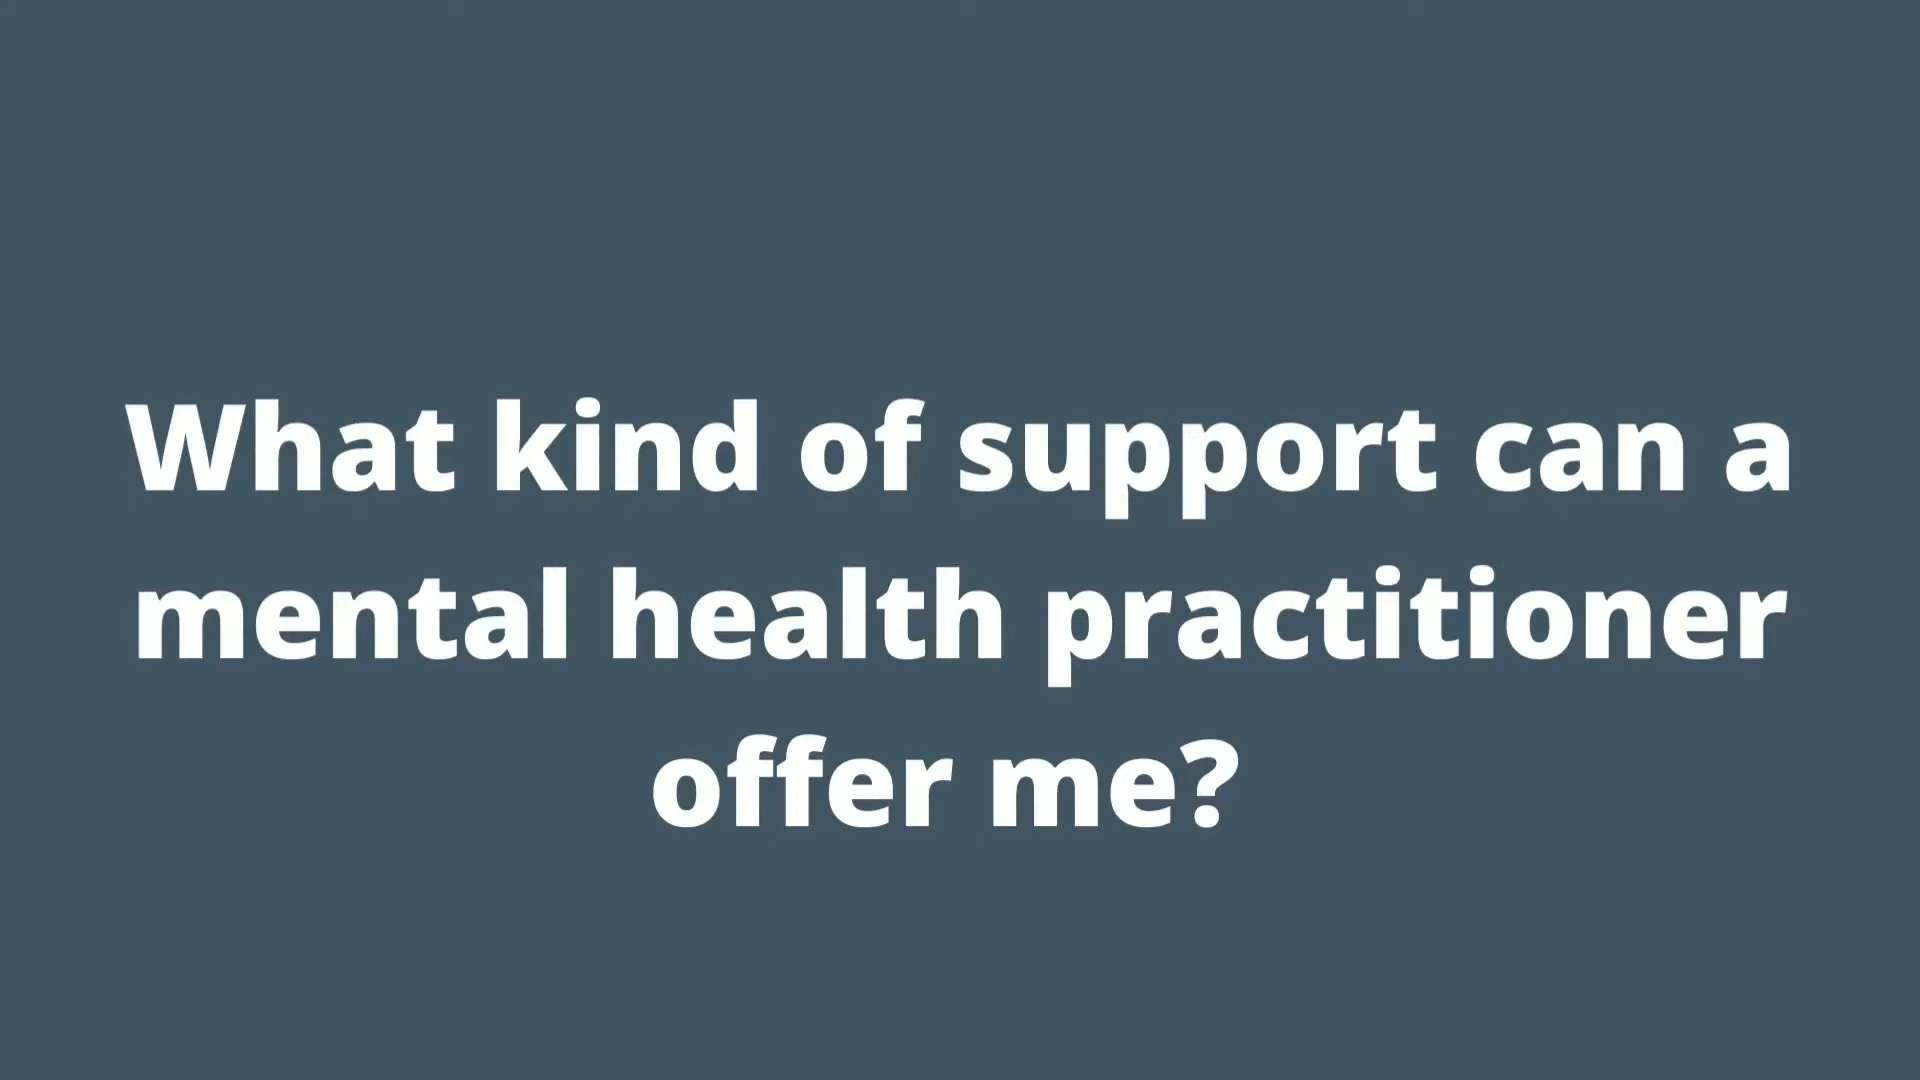 What kind of support can a
mental health practitioner
offer me?